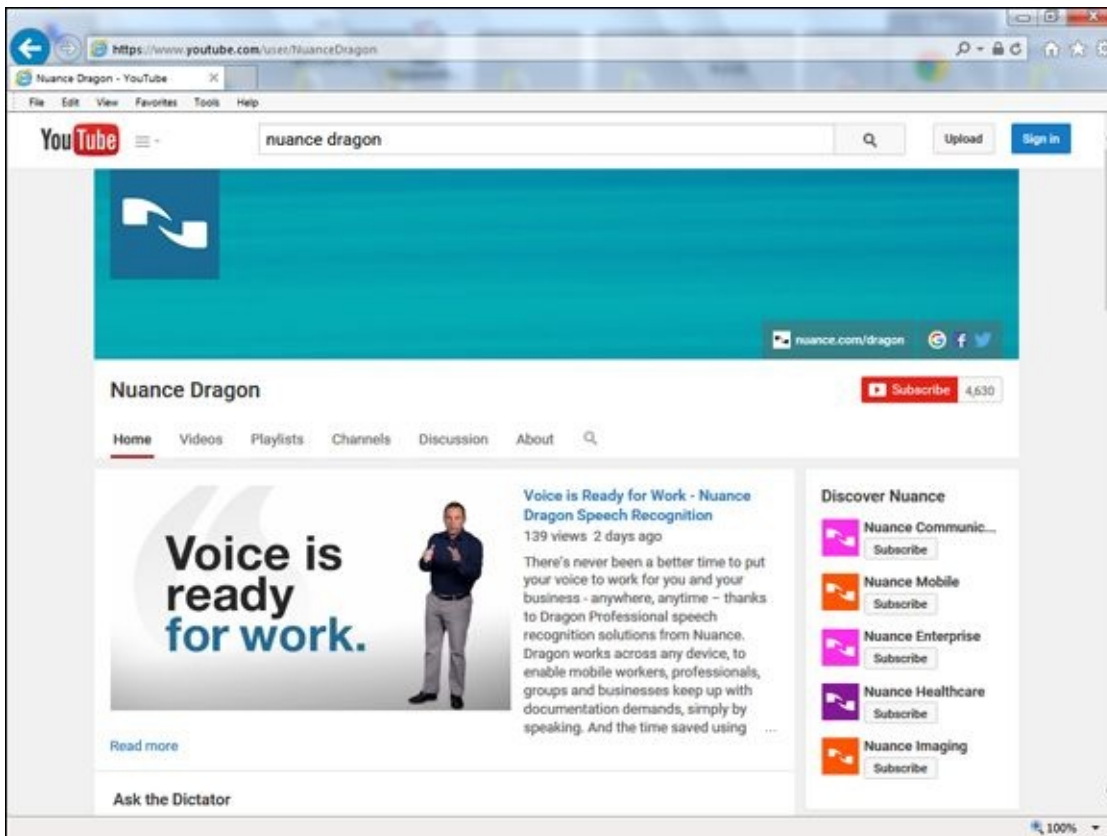 https://www.youtube.com/user/NuanceDragon
Nuance Dragon - YouTube
File Edit View Favorites Tools Help
YouTube
nuance dragon
Upload
Sign in
nuance.com/dragon
Nuance Dragon
Subscribe 4,630
Home Videos Playlists Channels Discussion About
Voice is
ready
for work.
Voice is Ready for Work - Nuance
Dragon Speech Recognition
139 views 2 days ago
There's never been a better time to put
your voice to work for you and your
business - anywhere, anytime – thanks
to Dragon Professional speech
recognition solutions from Nuance.
Dragon works across any device, to
enable mobile workers, professionals,
groups and businesses keep up with
documentation demands, simply by
speaking. And the time saved using ...
Read more
Discover Nuance
Nuance Communic...
Subscribe
Nuance Mobile
Subscribe
Nuance Enterprise
Subscribe
Nuance Healthcare
Subscribe
Nuance Imaging
Subscribe
Ask the Dictator
100%